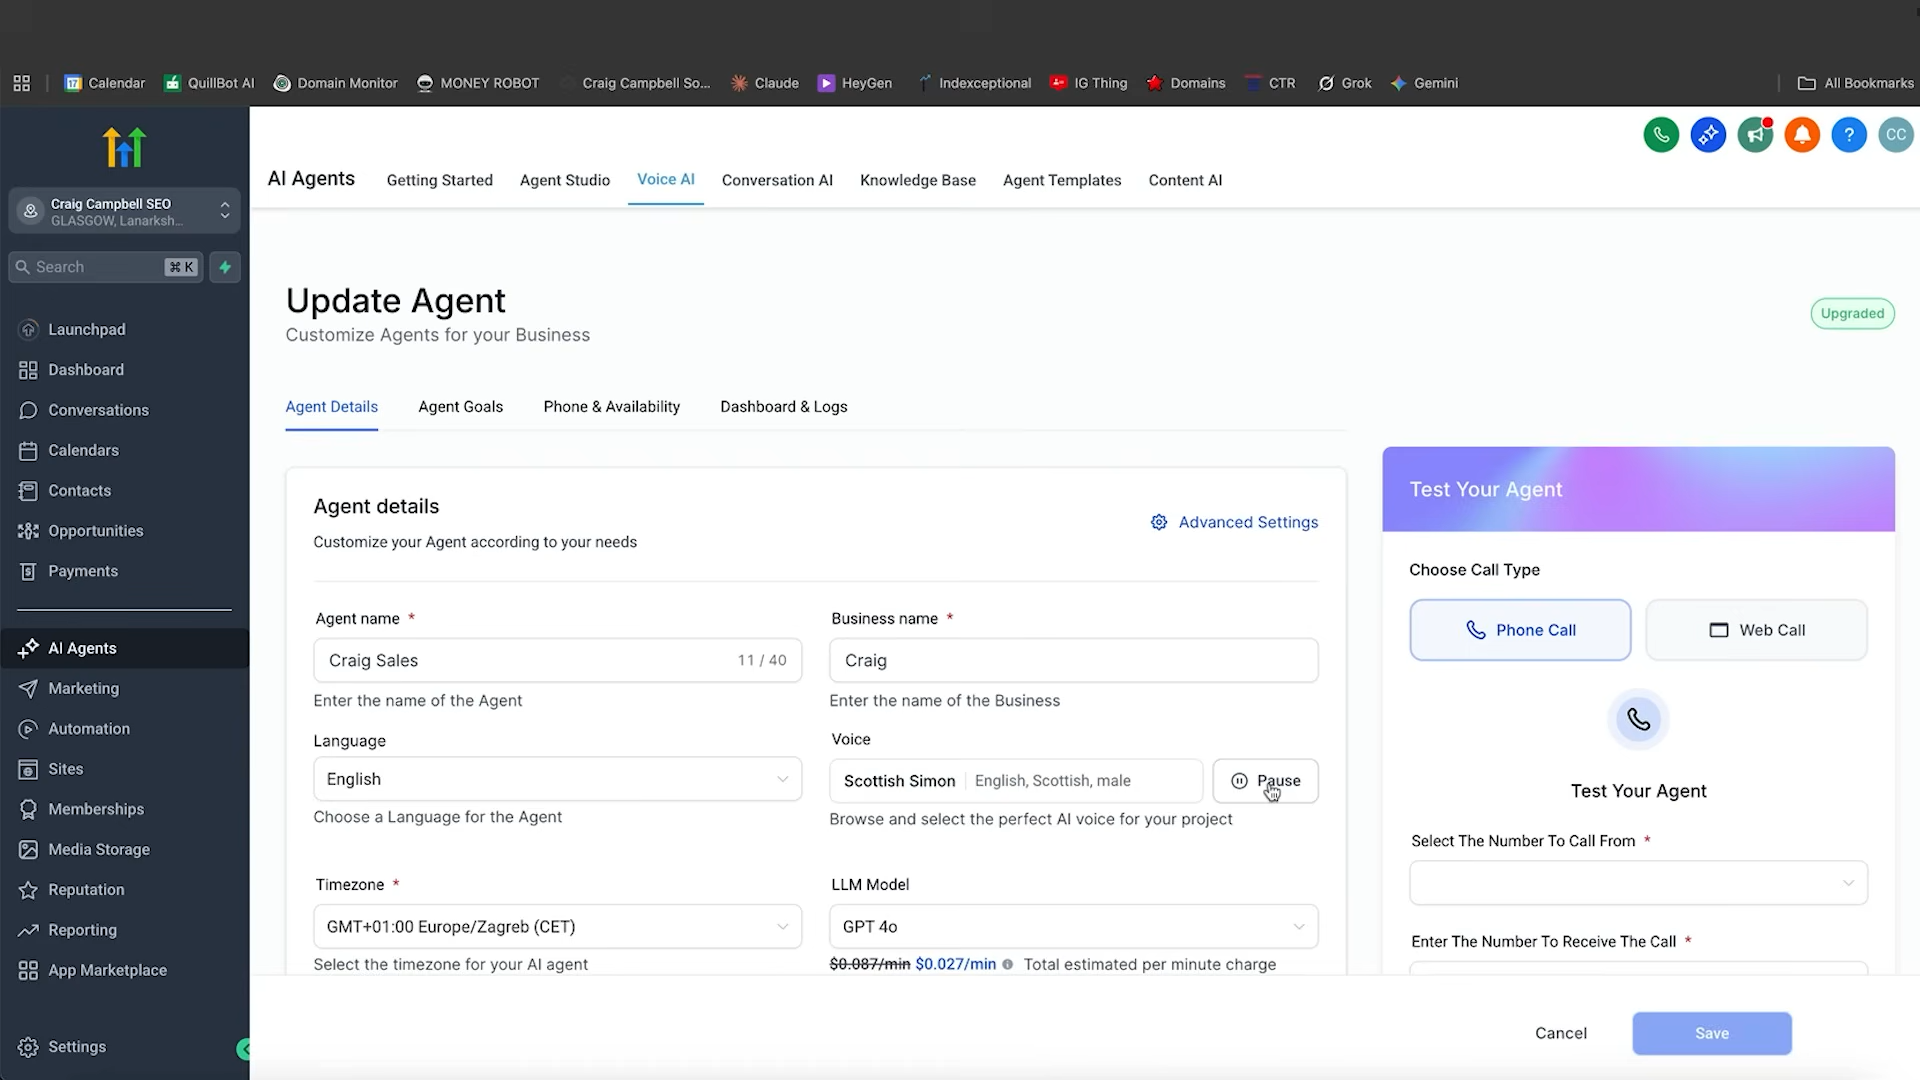 Calendar
QuillBot AI
Domain Monitor
MONEY ROBOT
Craig Campbell So...
Claude
HeyGen
Indexceptional
IG Thing
Domains
CTR
Grok
Gemini
All Bookmarks
Craig Campbell SEO
GLASGOW, Lanarksh...
Search ⌘ K
Launchpad
Dashboard
Conversations
Calendars
Contacts
Opportunities
Payments
AI Agents
Marketing
Automation
Sites
Memberships
Media Storage
Reputation
Reporting
App Marketplace
Settings
AI Agents
Getting Started
Agent Studio
Voice AI
Conversation AI
Knowledge Base
Agent Templates
Content AI
?
CC
Update Agent
Customize Agents for your Business
Upgraded
Agent Details
Agent Goals
Phone & Availability
Dashboard & Logs
Agent details
Customize your Agent according to your needs
Advanced Settings
Agent name *
Craig Sales 11 / 40
Enter the name of the Agent
Business name *
Craig
Enter the name of the Business
Language
English
Choose a Language for the Agent
Voice
Scottish Simon English, Scottish, male
Pause
Browse and select the perfect AI voice for your project
Timezone *
GMT+01:00 Europe/Zagreb (CET)
Select the timezone for your AI agent
LLM Model
GPT 4o
$0.087/min $0.027/min Total estimated per minute charge
Test Your Agent
Choose Call Type
Phone Call
Web Call
Test Your Agent
Select The Number To Call From *
Enter The Number To Receive The Call *
Cancel
Save